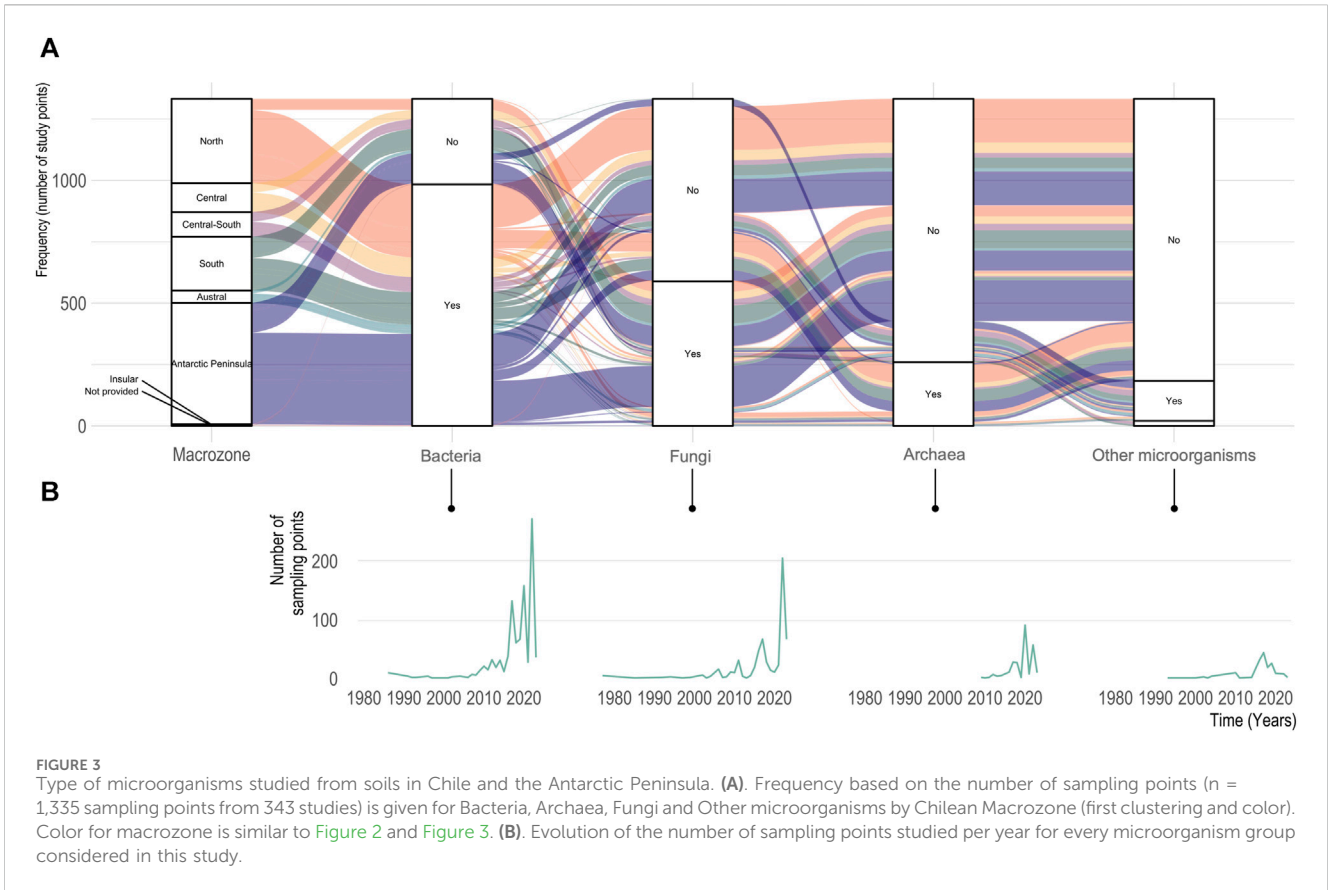 A
Frequency (number of study points)
1000
500
0
North
Central
Central-South
South
Austral
Antarctic Peninsula
Insular
Not provided
No
Yes
No
Yes
No
Yes
No
Yes
Macrozone
Bacteria
Fungi
Archaea
Other microorganisms
B
Number of
sampling points
200
100
0
1980 1990 2000 2010 2020
1980 1990 2000 2010 2020
1980 1990 2000 2010 2020
1980 1990 2000 2010 2020
Time (Years)
FIGURE 3
Type of microorganisms studied from soils in Chile and the Antarctic Peninsula. (A). Frequency based on the number of sampling points (n =
1,335 sampling points from 343 studies) is given for Bacteria, Archaea, Fungi and Other microorganisms by Chilean Macrozone (first clustering and color).
Color for macrozone is similar to Figure 2 and Figure 3. (B). Evolution of the number of sampling points studied per year for every microorganism group
considered in this study.